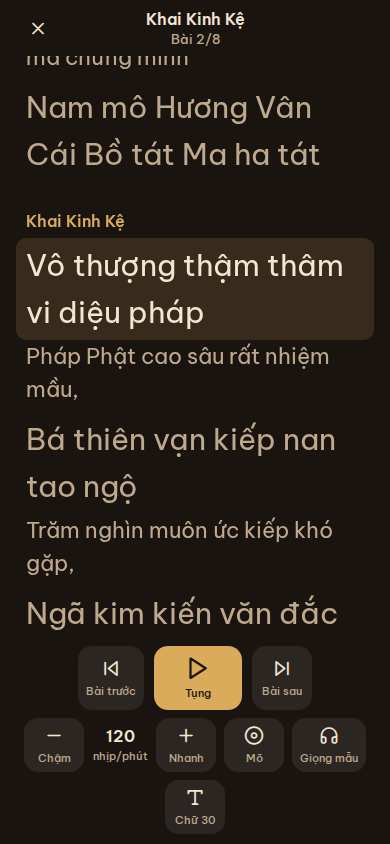 Khai Kinh Kệ
Bài 2/8
ma chứng minh
Nam mô Hương Vân
Cái Bồ tát Ma ha tát
Khai Kinh Kệ
Vô thượng thậm thâm
vi diệu pháp
Pháp Phật cao sâu rất nhiệm
mầu,
Bá thiên vạn kiếp nan
tao ngộ
Trăm nghìn muôn ức kiếp khó
gặp,
Ngã kim kiến văn đắc
Bài trước
Tụng
Bài sau
Chậm
120
nhịp/phút
Nhanh
Mõ
Giọng mẫu
Chữ 30